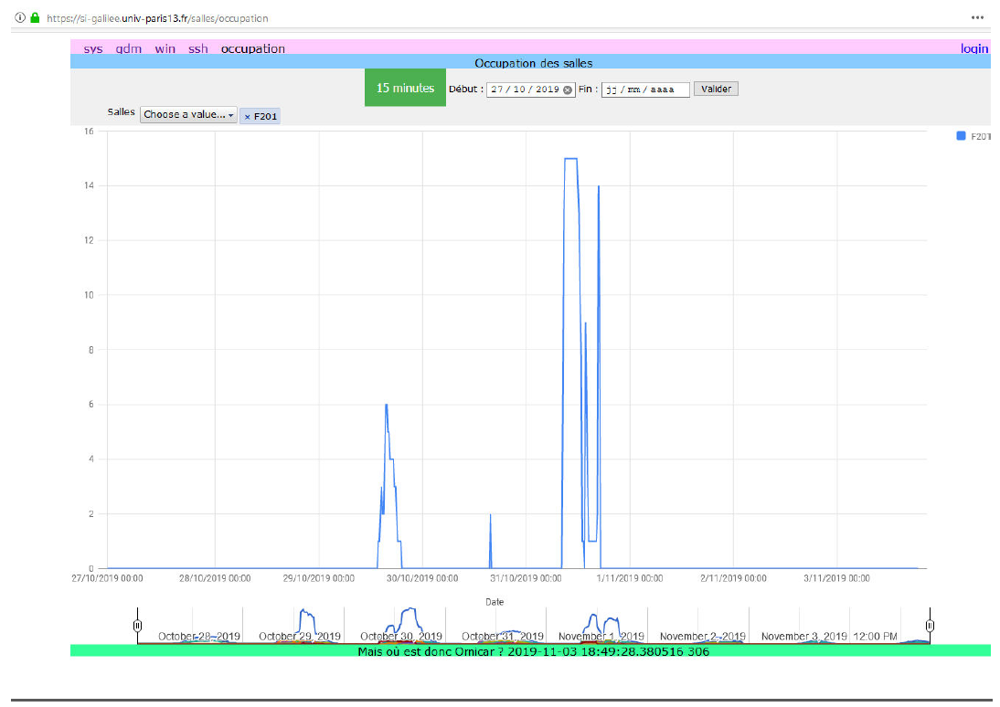 https://si-galilee.univ-paris13.fr/salles/occupation
sys gdm win ssh occupation login
Occupation des salles
15 minutes Début : 27 / 10 / 2019 Fin : jj / mm / aaaa Valider
Salles Choose a value... × F201
16
F201
14
12
10
8
6
4
2
0
27/10/2019 00:00 28/10/2019 00:00 29/10/2019 00:00 30/10/2019 00:00 31/10/2019 00:00 1/11/2019 00:00 2/11/2019 00:00 3/11/2019 00:00
Date
October 28, 2019 October 29, 2019 October 30, 2019 October 31, 2019 November 1, 2019 November 2, 2019 November 3, 2019 12:00 PM
Mais où est donc Ornicar ? 2019-11-03 18:49:28.380516 306